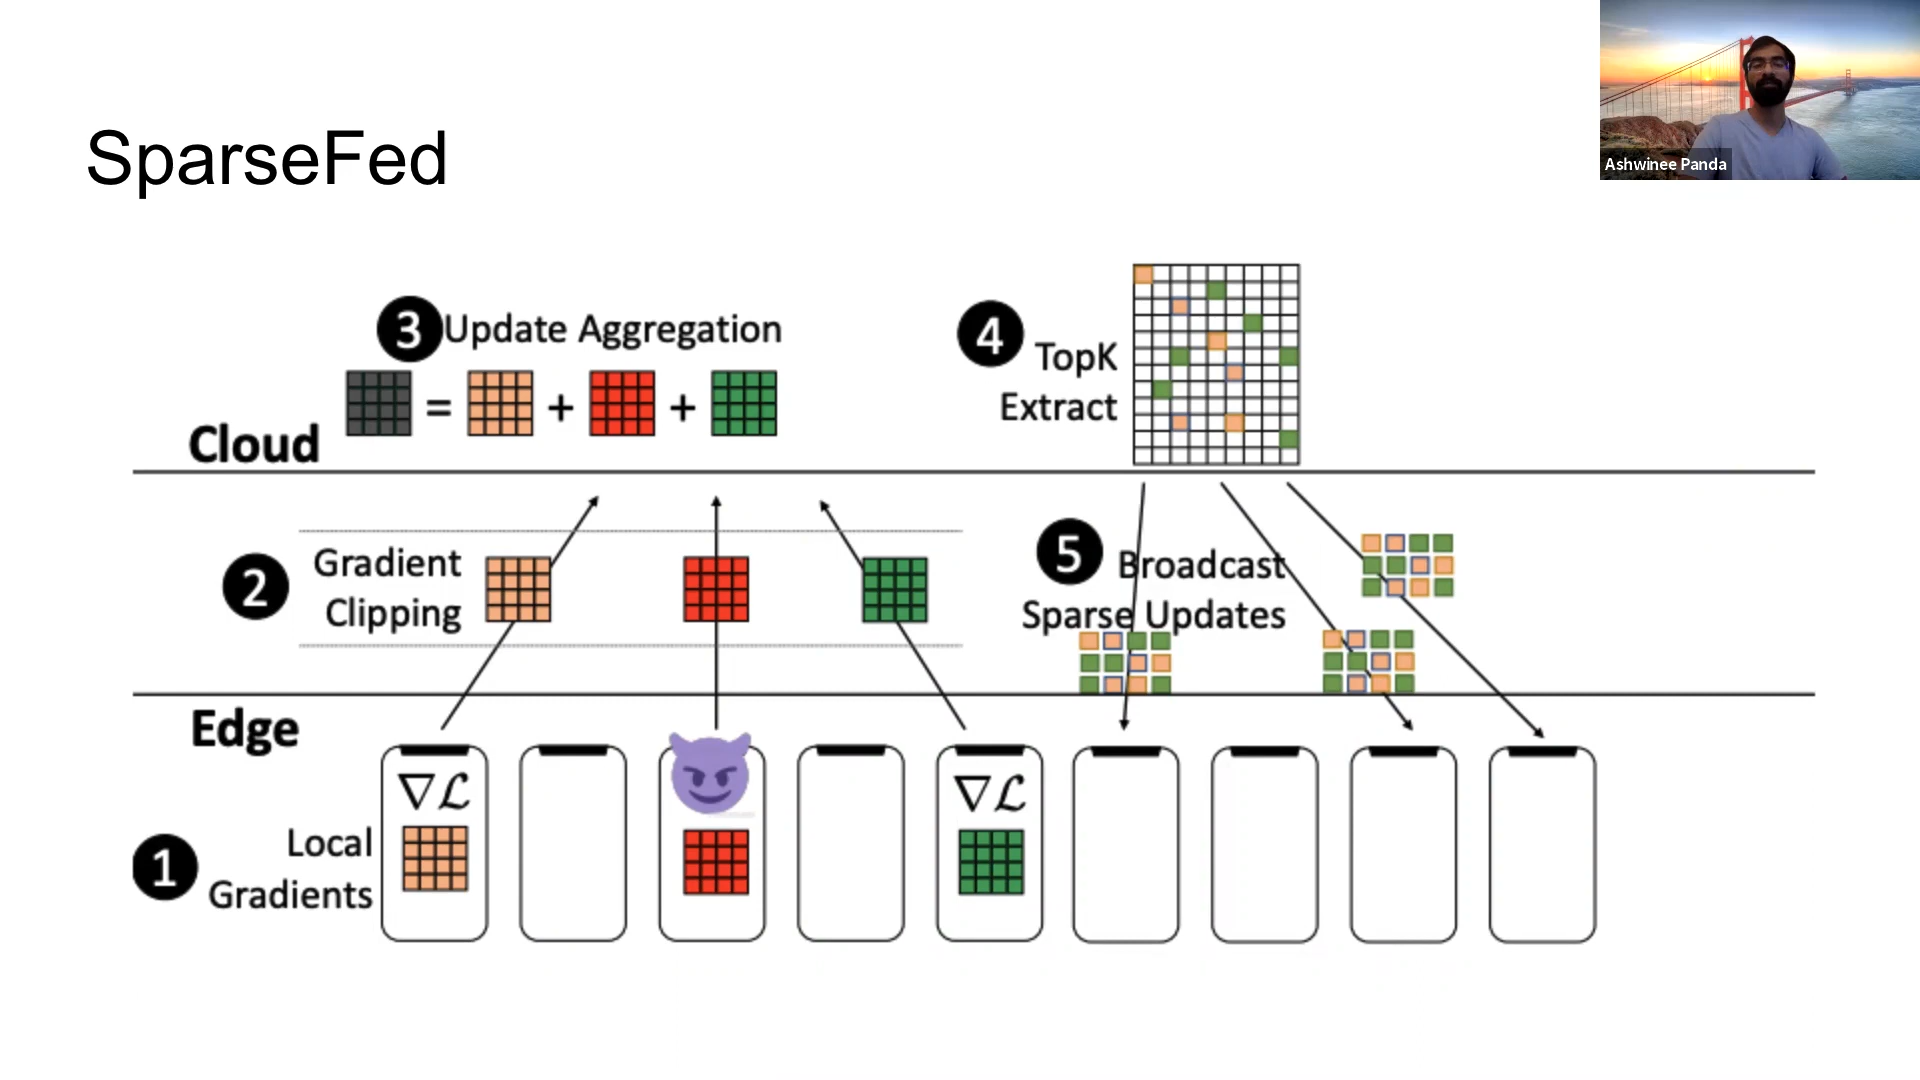 SparseFed
Ashwinee Panda
3 Update Aggregation
= + +
Cloud
4 TopK
Extract
2 Gradient
Clipping
5 Broadcast
Sparse Updates
Edge
∇ℒ
∇ℒ
1 Local
Gradients